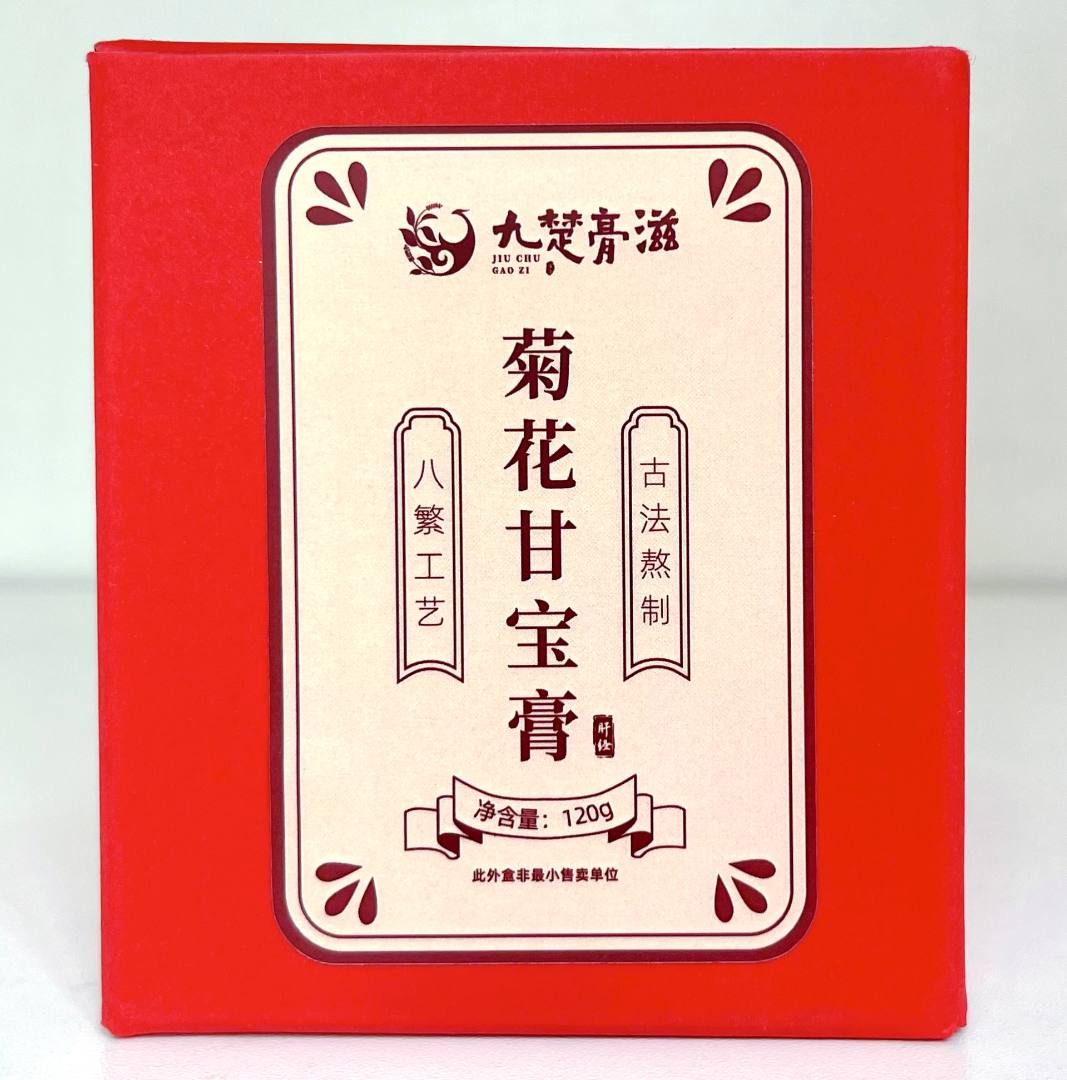 九楚膏滋
JIU CHU
GAO ZI
菊花甘宝膏
八繁工艺
古法熬制
净含量：120g
此外盒非最小售卖单位